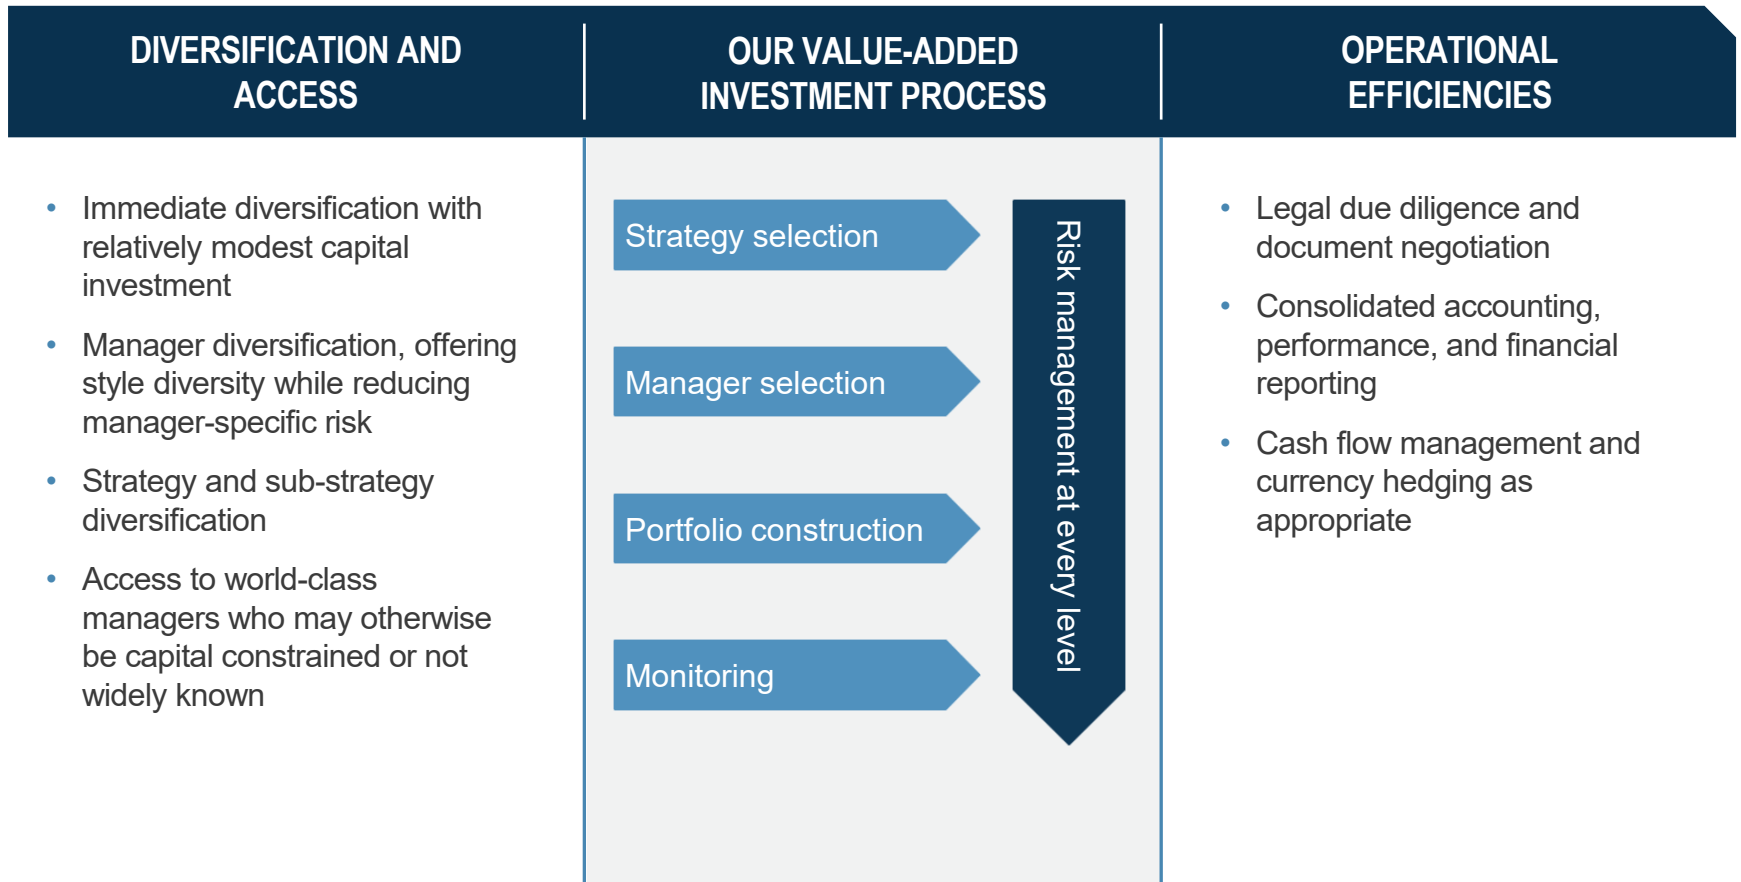 DIVERSIFICATION AND
ACCESS
• Immediate diversification with
relatively modest capital
investment
• Manager diversification, offering
style diversity while reducing
manager-specific risk
• Strategy and sub-strategy
diversification
• Access to world-class
managers who may otherwise
be capital constrained or not
widely known
OUR VALUE-ADDED
INVESTMENT PROCESS
Strategy selection
Manager selection
Portfolio construction
Monitoring
Risk management at every level
OPERATIONAL
EFFICIENCIES
• Legal due diligence and
document negotiation
• Consolidated accounting,
performance, and financial
reporting
• Cash flow management and
currency hedging as
appropriate